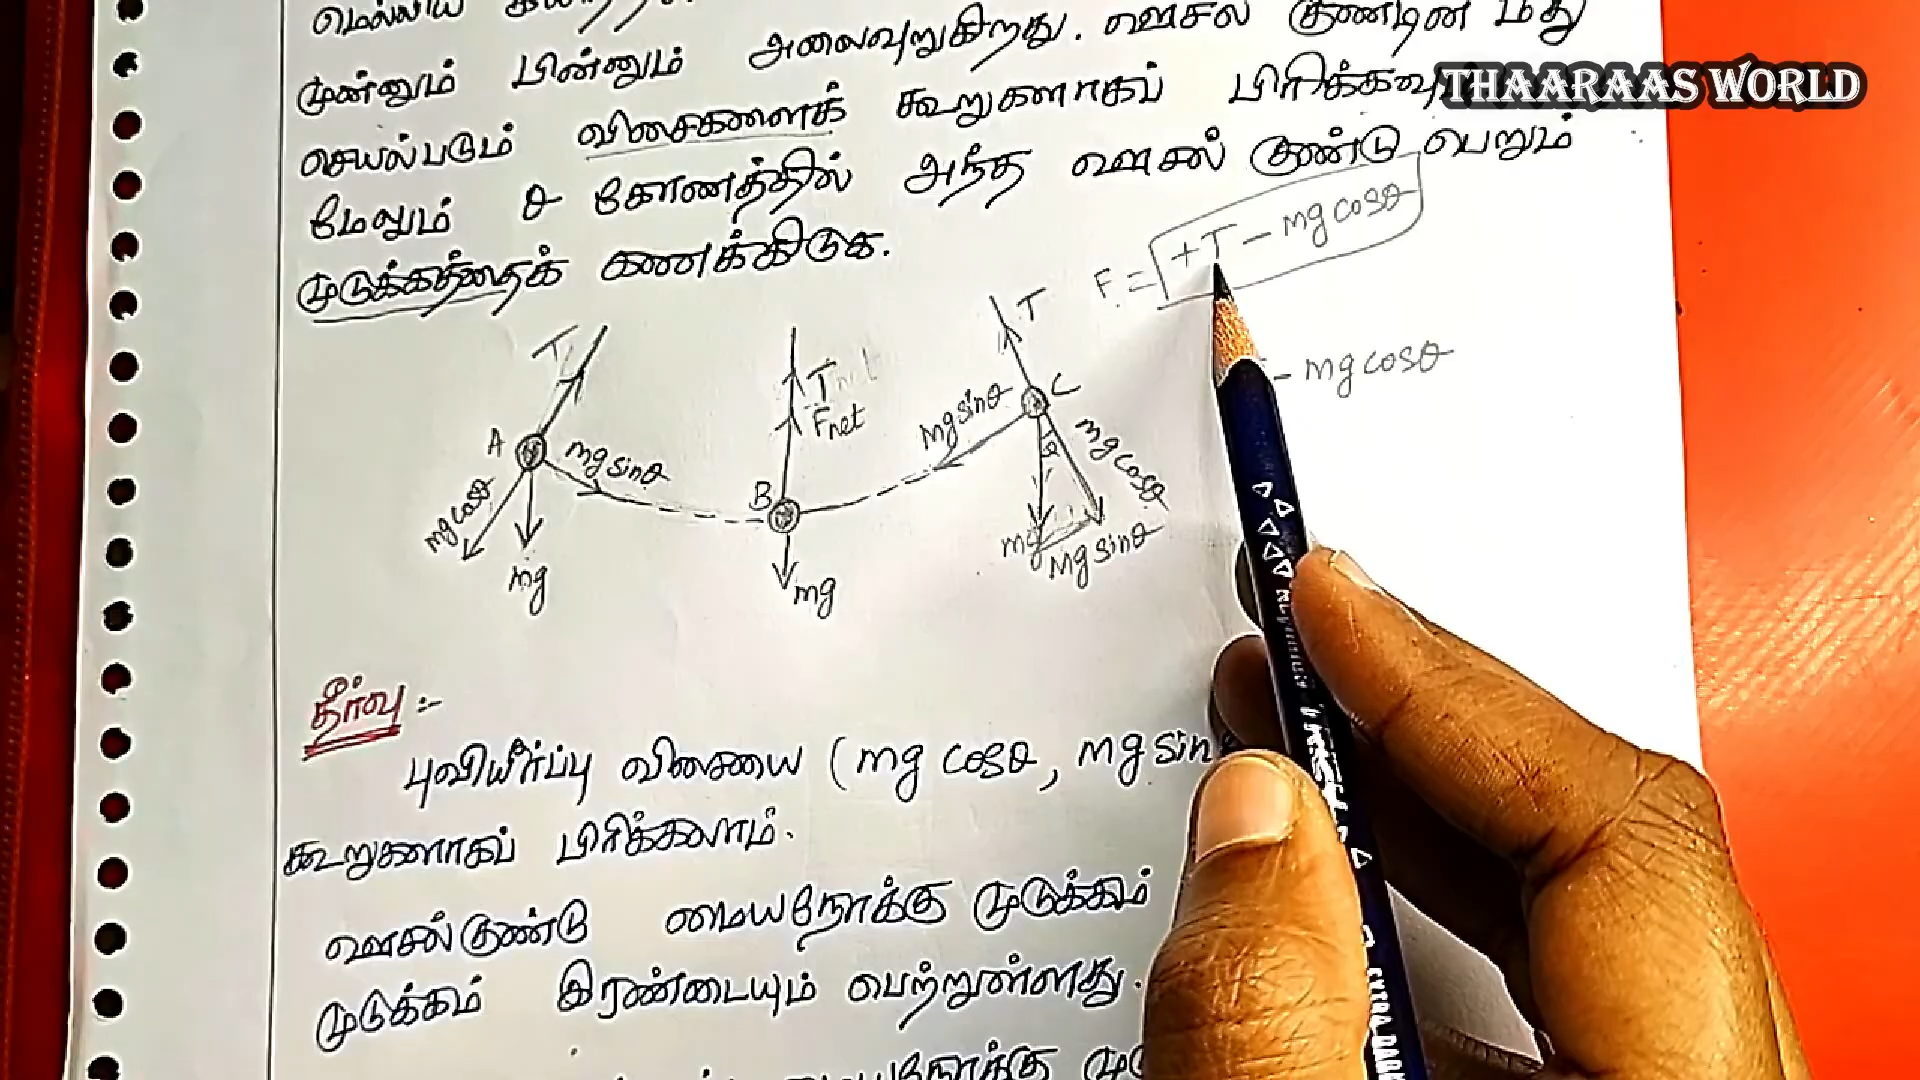 மெல்லிய
முன்னும் பின்னும் அலைவுறுகிறது. ஊசல் குண்டின் மீது
THAARAAS WORLD
செயல்படும் விசைகளைக் கூறுகளாகப் பிரிக்கவும்
மேலும் θ கோணத்தில் அந்த ஊசல் குண்டு பெறும்
முடுக்கத்தைக் கணக்கிடுக.
F = +T - mg cosθ
- mg cosθ
T T T
A mg sinθ Fnet mg sinθ C
mg cosθ B mg cosθ
mg mg mg mg sinθ
தீர்வு :-
புவியீர்ப்பு விசையை (mg cosθ, mg sin
கூறுகளாகப் பிரிக்கலாம்.
ஊசல்குண்டு மையநோக்கு முடுக்கம்
முடுக்கம் இரண்டையும் பெற்றுள்ளது.
மையநோக்கு